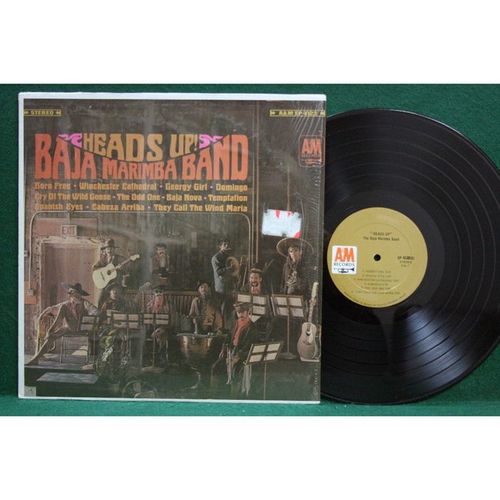 STEREO
HEADS UP!
BAJA MARIMBA BAND
A&M
Born Free • Winchester Cathedral • Georgy Girl • Domingo
Cry Of The Wild Goose • The Odd One • Baja Nova • Temptation
Spanish Eyes • Cabeza Arriba • They Call The Wind Maria
EXIT
"HEADS UP"
The Baja Marimba Band
A&M
RECORDS
STEREO